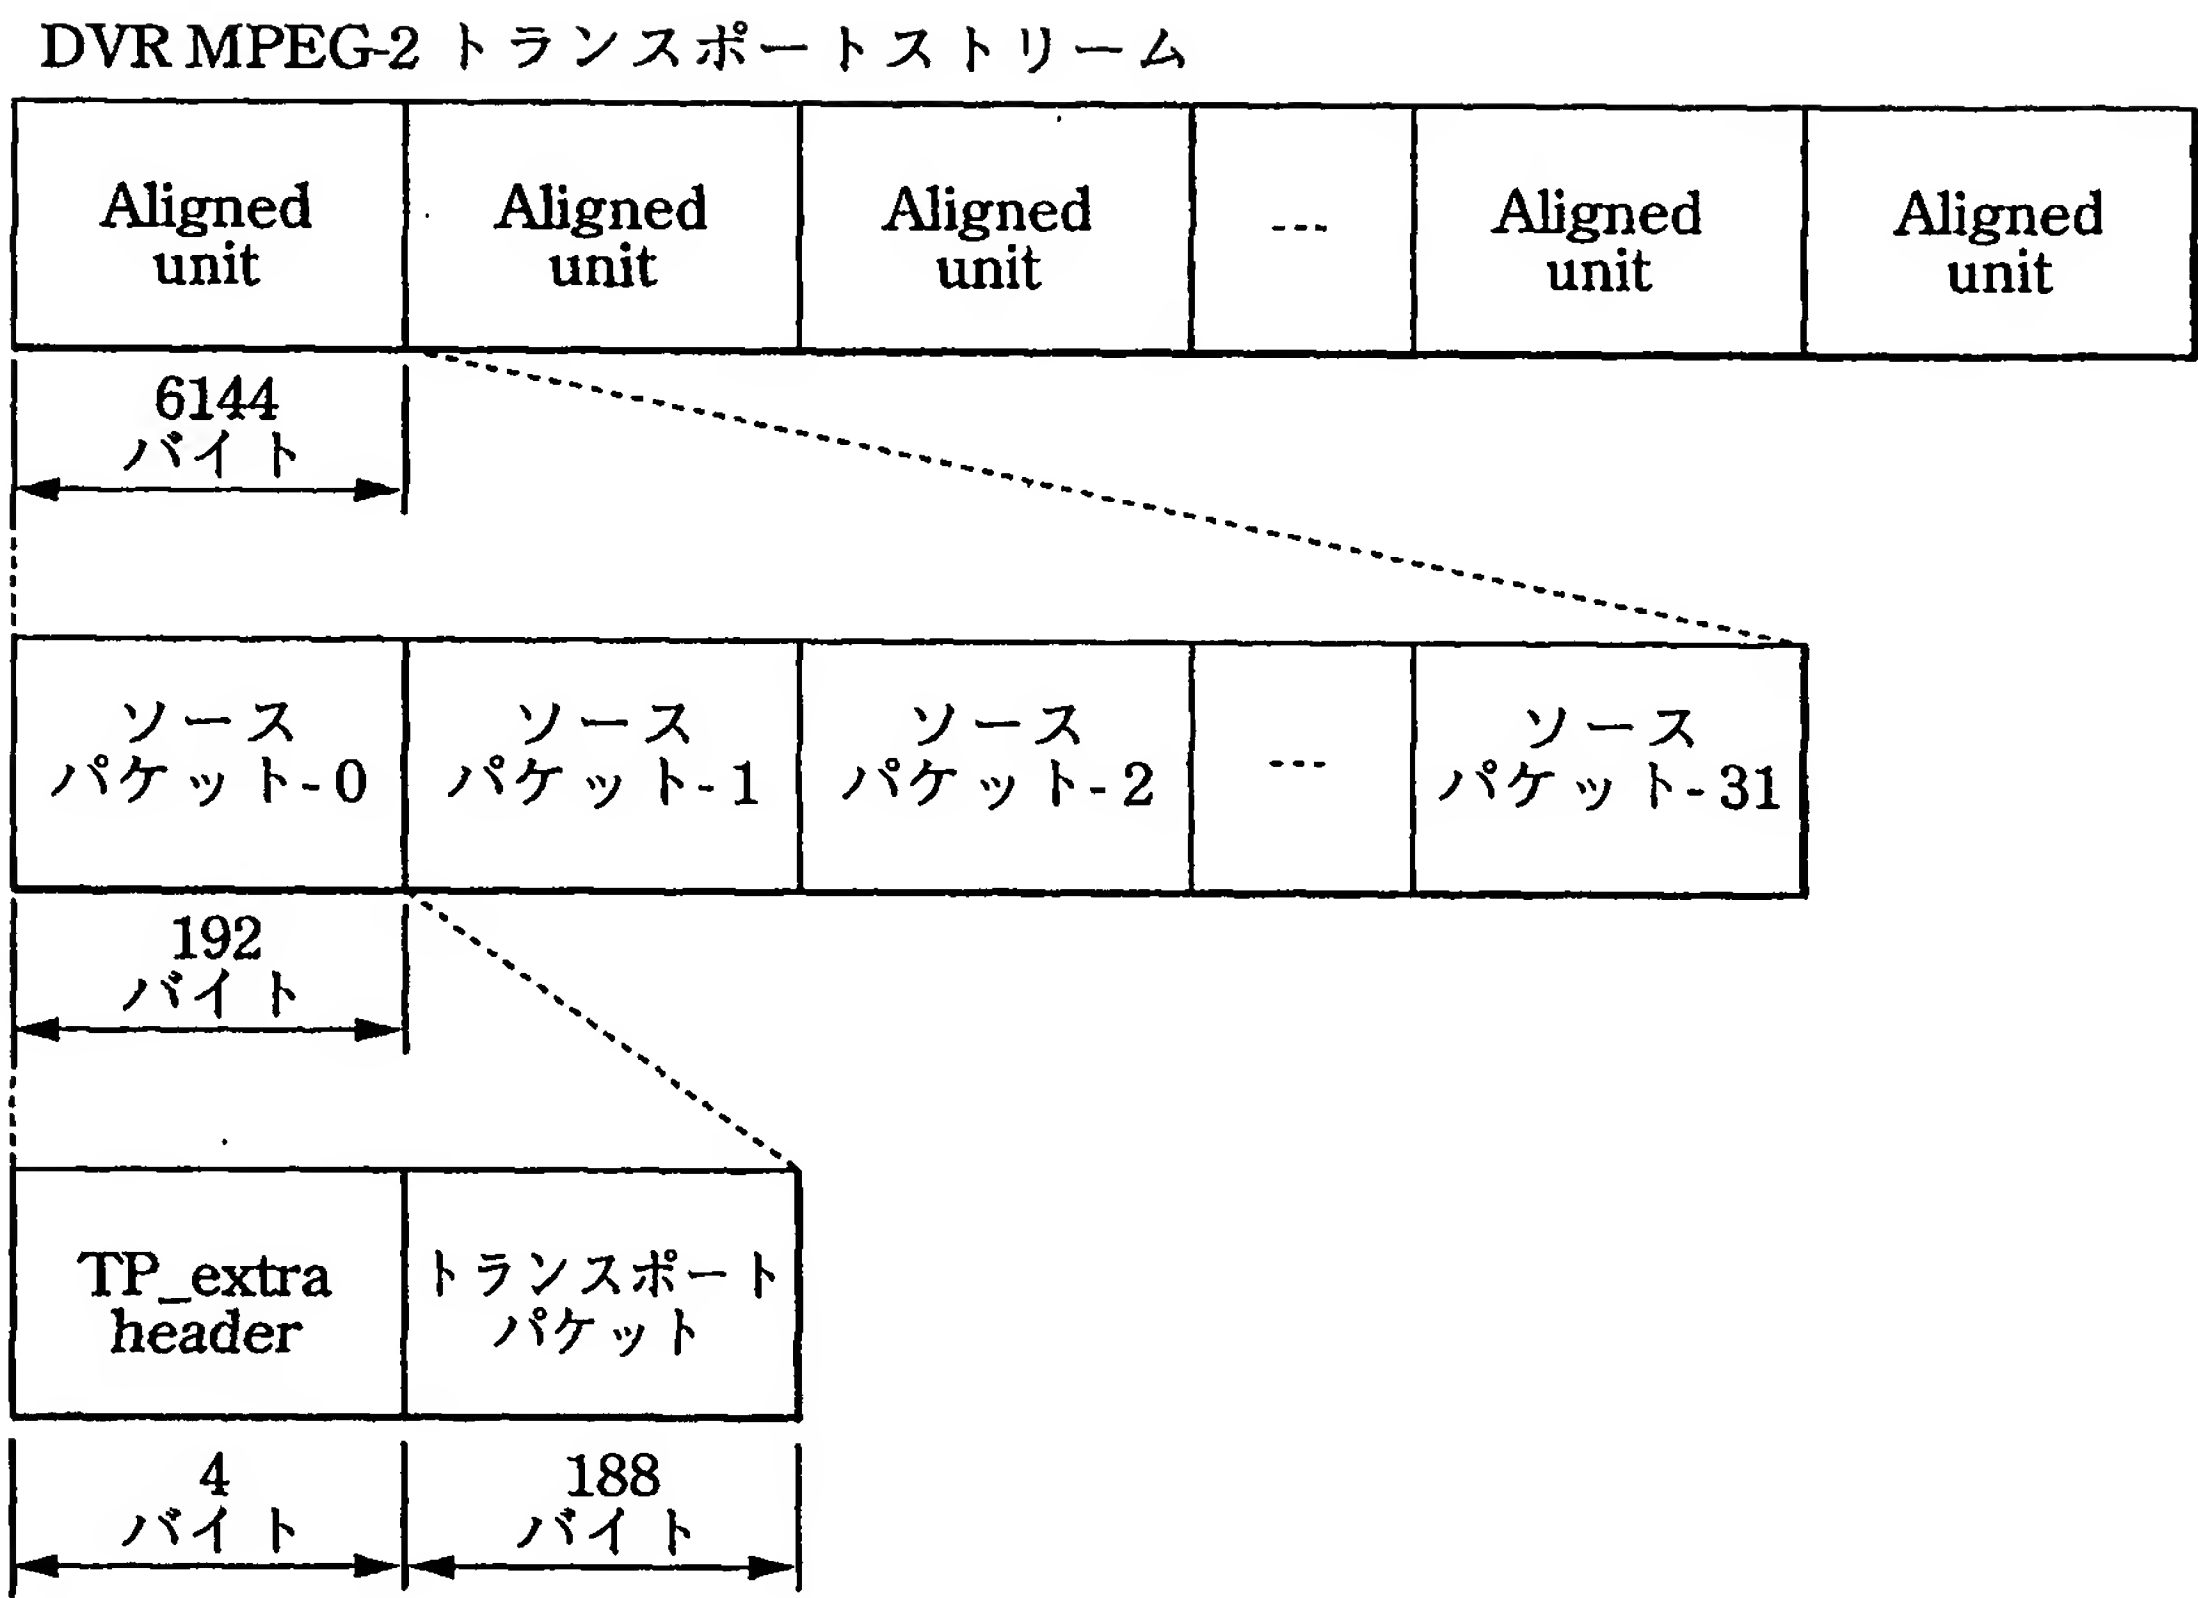 DVR MPEG-2 トランスポートストリーム
Aligned
unit
Aligned
unit
Aligned
unit
---
Aligned
unit
Aligned
unit
6144
バイト
ソース
パケット-0
ソース
パケット-1
ソース
パケット-2
---
ソース
パケット-31
192
バイト
TP_extra
header
トランスポート
パケット
4
バイト
188
バイト